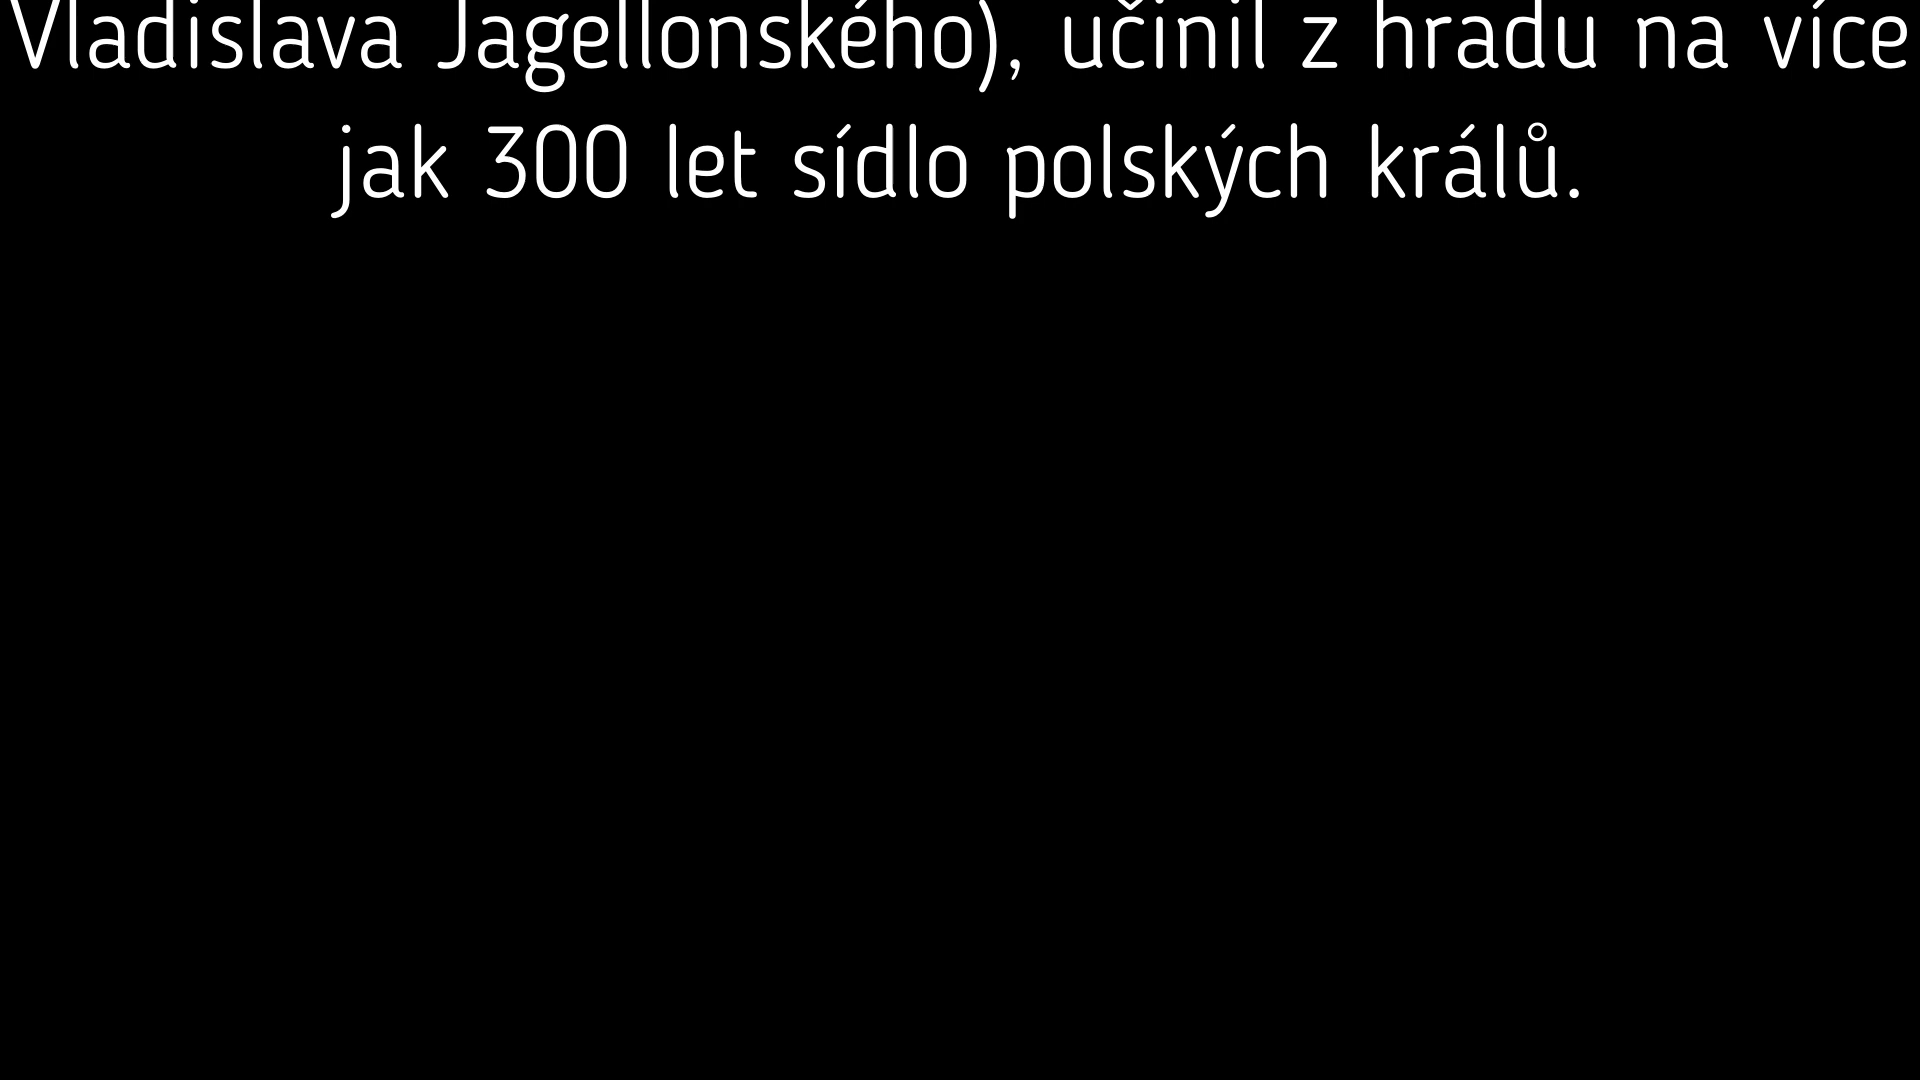 Vladislava Jagellonského), učinil z hradu na více
jak 300 let sídlo polských králů.